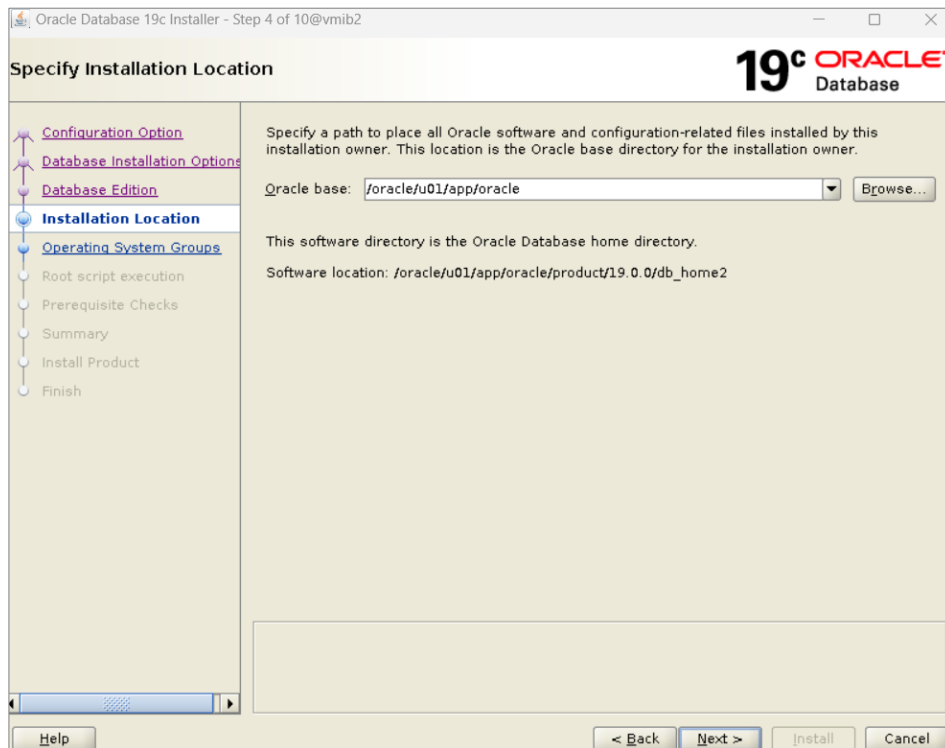 Oracle Database 19c Installer - Step 4 of 10@vmib2
Specify Installation Location
19c ORACLE
Database
Configuration Option
Database Installation Options
Database Edition
Installation Location
Operating System Groups
Root script execution
Prerequisite Checks
Summary
Install Product
Finish
Specify a path to place all Oracle software and configuration-related files installed by this
installation owner. This location is the Oracle base directory for the installation owner.
Oracle base: /oracle/u01/app/oracle Browse...
This software directory is the Oracle Database home directory.
Software location: /oracle/u01/app/oracle/product/19.0.0/db_home2
Help < Back Next > Install Cancel